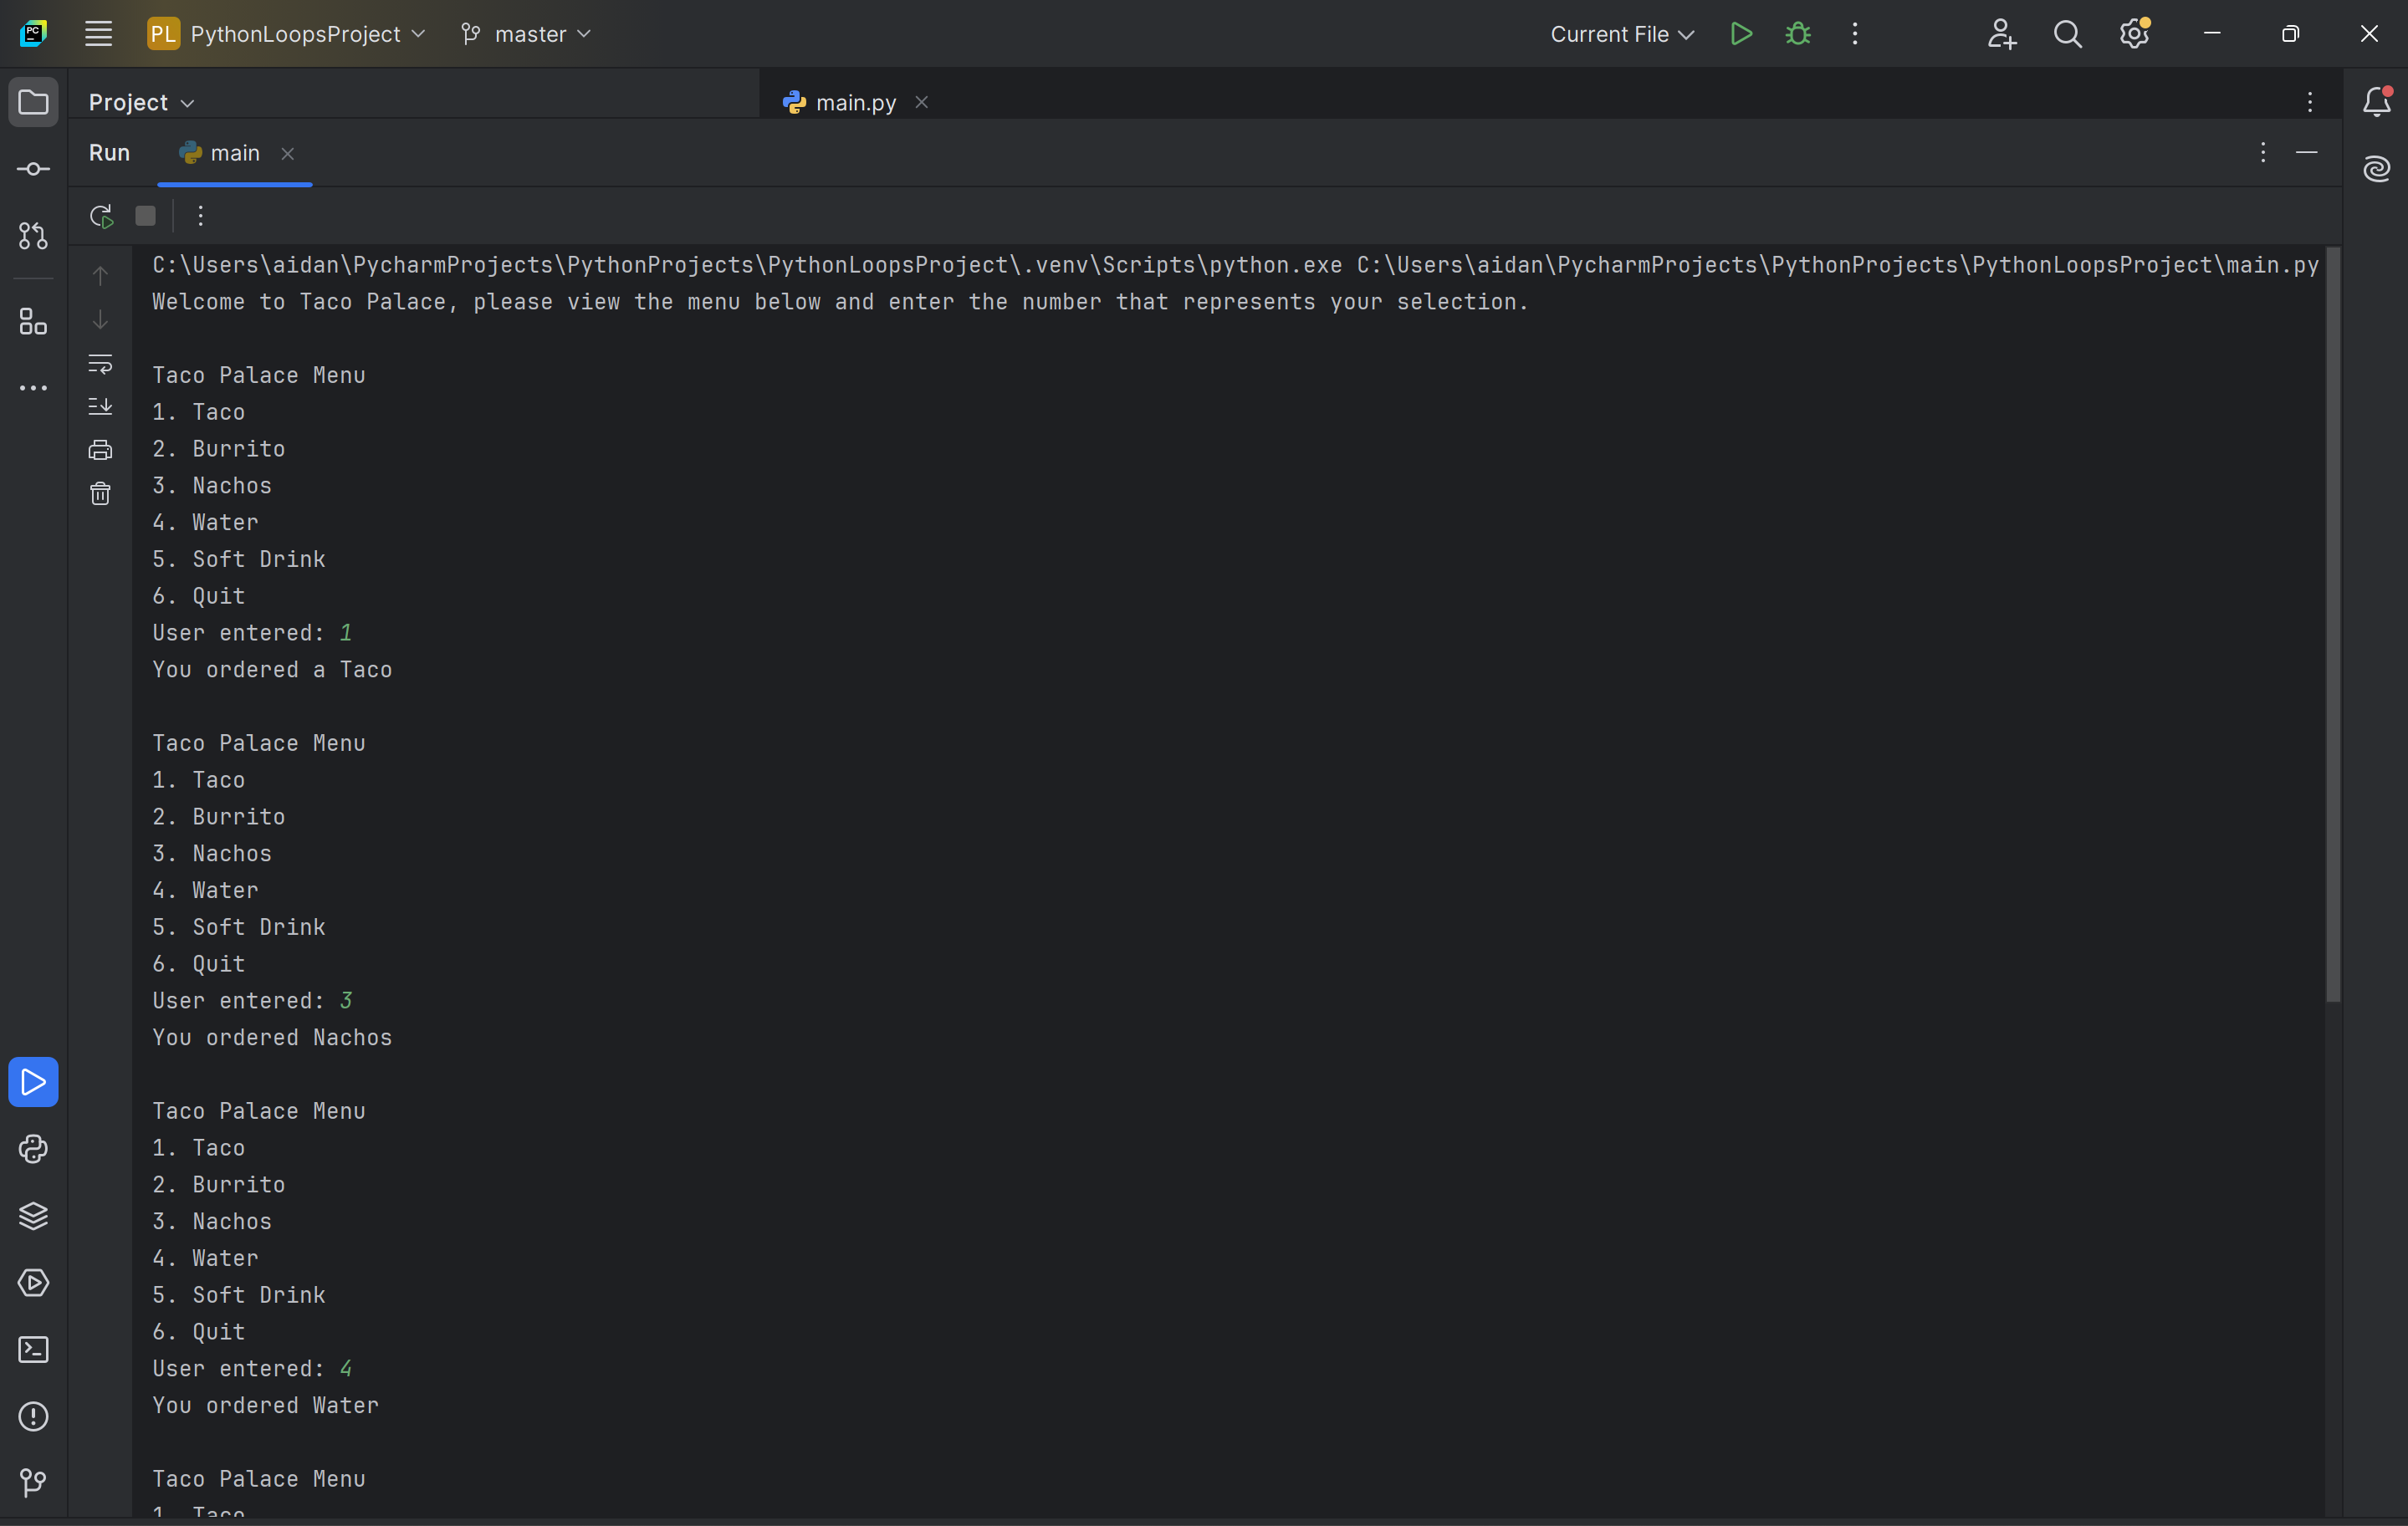 PC
PL PythonLoopsProject master Current File
Project main.py
Run main
C:\Users\aidan\PycharmProjects\PythonProjects\PythonLoopsProject\.venv\Scripts\python.exe C:\Users\aidan\PycharmProjects\PythonProjects\PythonLoopsProject\main.py
Welcome to Taco Palace, please view the menu below and enter the number that represents your selection.
Taco Palace Menu
1. Taco
2. Burrito
3. Nachos
4. Water
5. Soft Drink
6. Quit
User entered: 1
You ordered a Taco
Taco Palace Menu
1. Taco
2. Burrito
3. Nachos
4. Water
5. Soft Drink
6. Quit
User entered: 3
You ordered Nachos
Taco Palace Menu
1. Taco
2. Burrito
3. Nachos
4. Water
5. Soft Drink
6. Quit
User entered: 4
You ordered Water
Taco Palace Menu
1. Taco